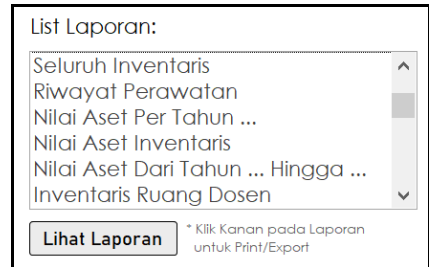 List Laporan:
Seluruh Inventaris
Riwayat Perawatan
Nilai Aset Per Tahun ...
Nilai Aset Inventaris
Nilai Aset Dari Tahun ... Hingga ...
Inventaris Ruang Dosen
Lihat Laporan
* Klik Kanan pada Laporan
untuk Print/Export